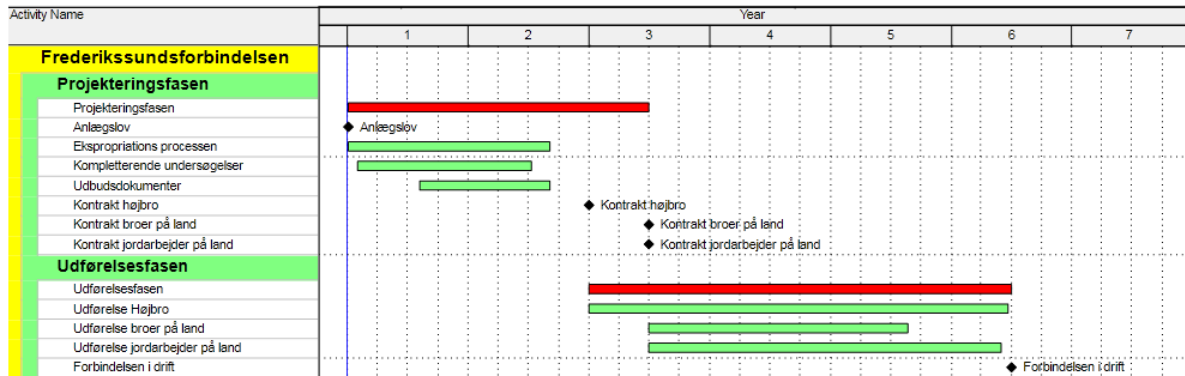 Activity Name Year
1 2 3 4 5 6 7
Frederikssundsforbindelsen
Projekteringsfasen
Projekteringsfasen
Anlægslov Anlægslov
Ekspropriations processen
Kompletterende undersøgelser
Udbudsdokumenter
Kontrakt højbro Kontrakt højbro
Kontrakt broer på land Kontrakt broer på land
Kontrakt jordarbejder på land Kontrakt jordarbejder på land
Udførelsesfasen
Udførelsesfasen
Udførelse Højbro
Udførelse broer på land
Udførelse jordarbejder på land
Forbindelsen i drift Forbindelsen i drift